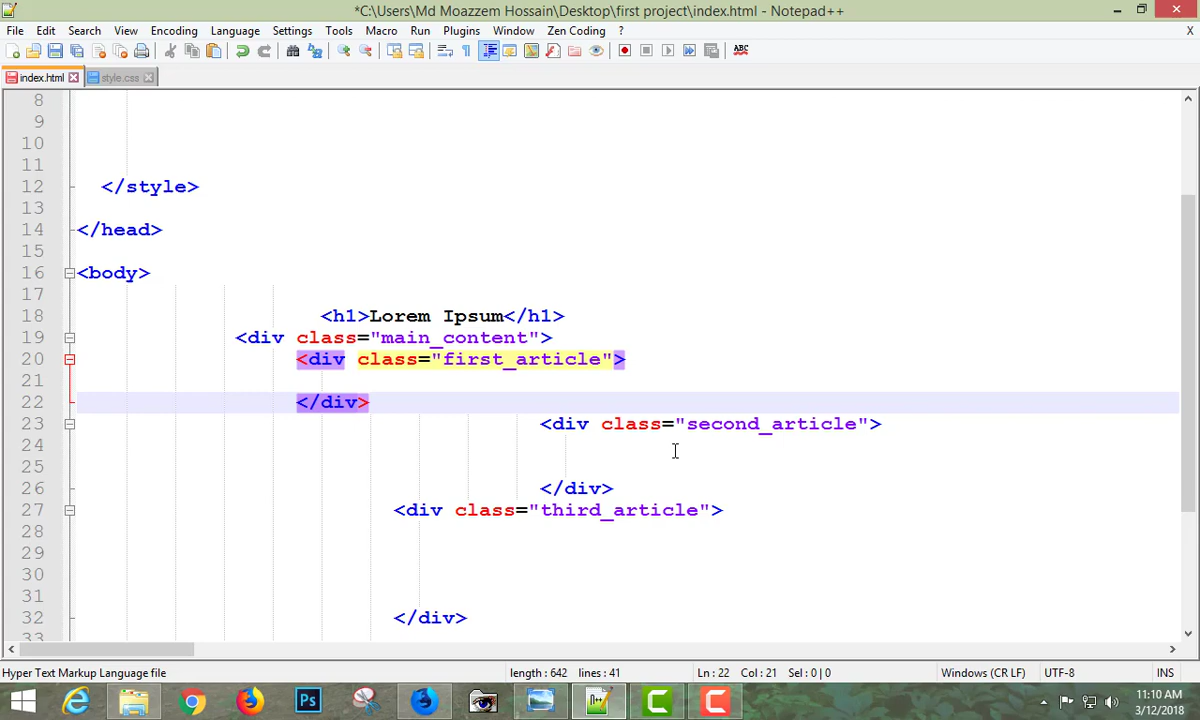 *C:\Users\Md Moazzem Hossain\Desktop\first project\index.html - Notepad++
File Edit Search View Encoding Language Settings Tools Macro Run Plugins Window Zen Coding ? X
ABC
index.html style.css
8
9
10
11
12 </style>
13
14 </head>
15
16 <body>
17
18 <h1>Lorem Ipsum</h1>
19 <div class="main_content">
20 <div class="first_article">
21
22 </div>
23 <div class="second_article">
24
25
26 </div>
27 <div class="third_article">
28
29
30
31
32 </div>
33
Hyper Text Markup Language file length : 642 lines : 41 Ln : 22 Col : 21 Sel : 0 | 0 Windows (CR LF) UTF-8 INS
Ps
11:10 AM
3/12/2018